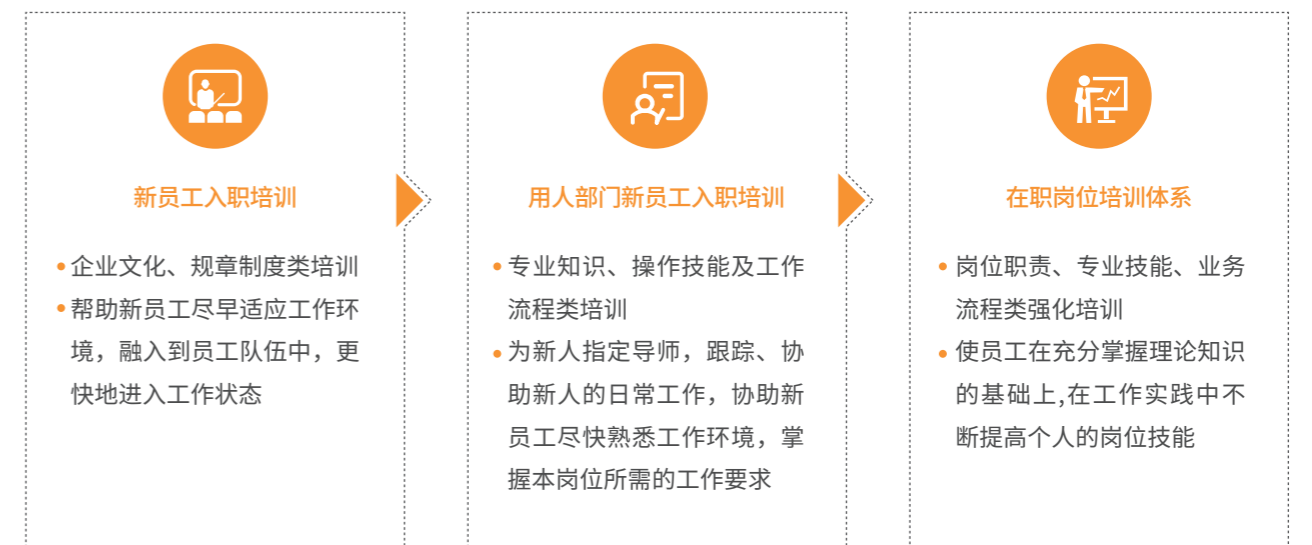 新员工入职培训
企业文化、规章制度类培训
帮助新员工尽早适应工作环
境，融入到员工队伍中，更
快地进入工作状态
用人部门新员工入职培训
专业知识、操作技能及工作
流程类培训
为新人指定导师，跟踪、协
助新人的日常工作，协助新
员工尽快熟悉工作环境，掌
握本岗位所需的工作要求
在职岗位培训体系
岗位职责、专业技能、业务
流程类强化培训
使员工在充分掌握理论知识
的基础上,在工作实践中不
断提高个人的岗位技能